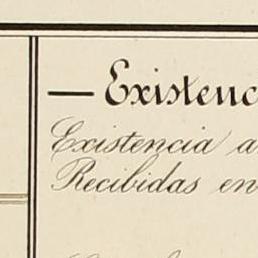 — Existenc
Existencia a
Recibidas en